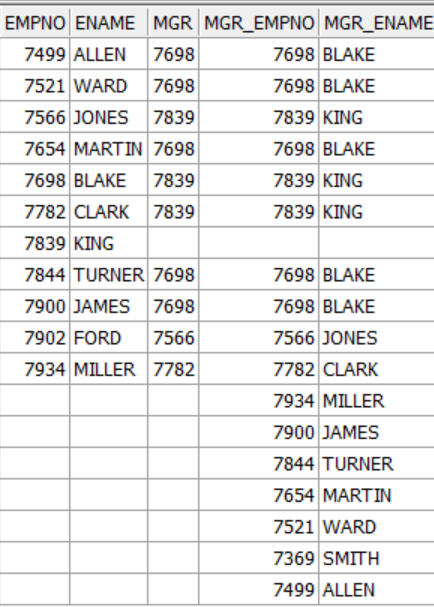 EMPNO ENAME MGR MGR_EMPNO MGR_ENAME
7499 ALLEN 7698 7698 BLAKE
7521 WARD 7698 7698 BLAKE
7566 JONES 7839 7839 KING
7654 MARTIN 7698 7698 BLAKE
7698 BLAKE 7839 7839 KING
7782 CLARK 7839 7839 KING
7839 KING
7844 TURNER 7698 7698 BLAKE
7900 JAMES 7698 7698 BLAKE
7902 FORD 7566 7566 JONES
7934 MILLER 7782 7782 CLARK
7934 MILLER
7900 JAMES
7844 TURNER
7654 MARTIN
7521 WARD
7369 SMITH
7499 ALLEN